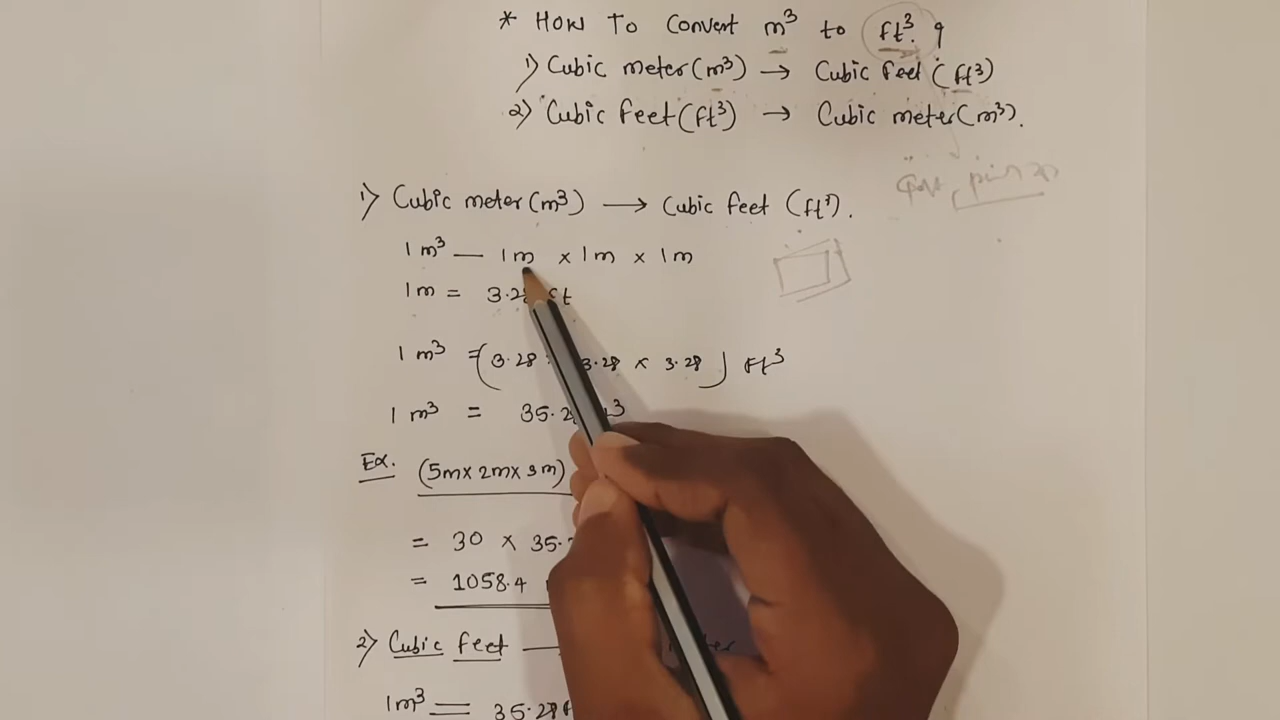 * HOW TO Convert m³ to ft³. ?
1) Cubic meter (m³) → Cubic feet (ft³)
2) Cubic feet (ft³) → Cubic meter (m³).
1) Cubic meter (m³) → Cubic feet (ft³).
1 m³ — 1m × 1m × 1m
1m = 3.28 ft
1 m³ = (3.28 3.28 × 3.28) ft³
1 m³ = 35.2
Ex. (5m × 2m × 3m)
= 30 × 35.
= 1058.4
2) Cubic feet —
1m³ = 35.28